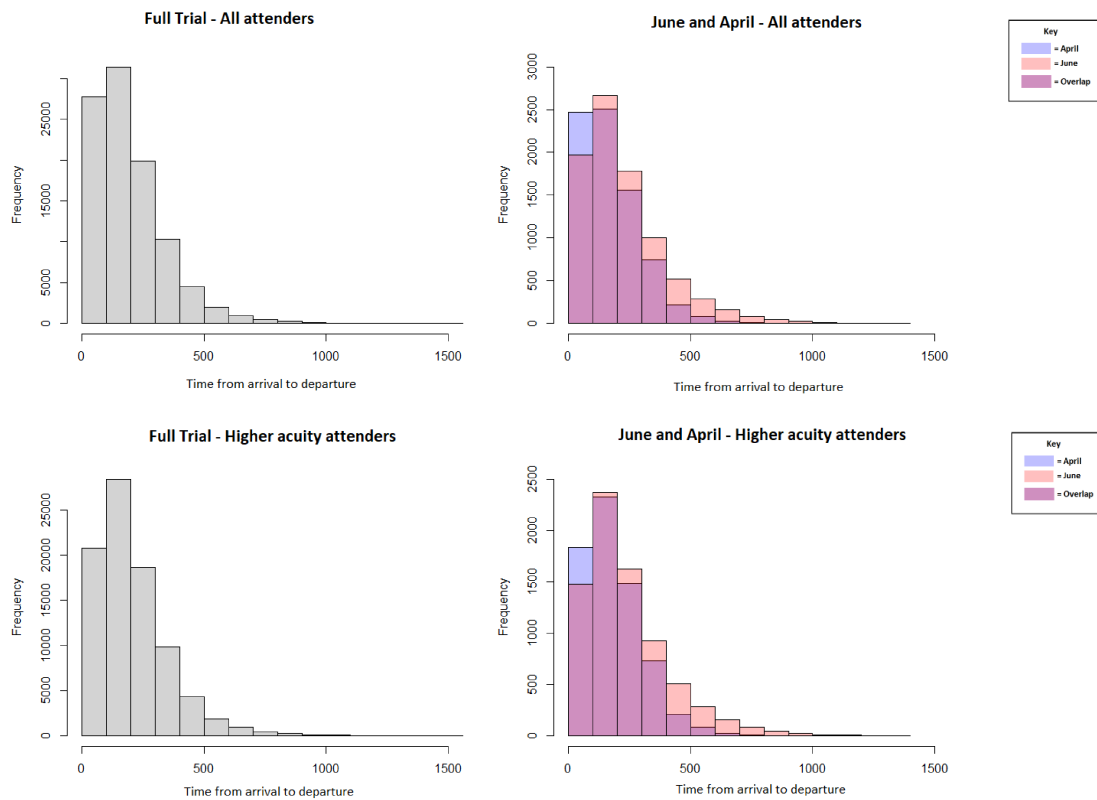 Full Trial - All attenders
Frequency
0
5000
15000
25000
0
500
1000
1500
Time from arrival to departure
June and April - All attenders
Frequency
0
500
1000
1500
2000
2500
3000
0
500
1000
1500
Time from arrival to departure
Key
= April
= June
= Overlap
Full Trial - Higher acuity attenders
Frequency
0
5000
10000
15000
20000
25000
0
500
1000
1500
Time from arrival to departure
June and April - Higher acuity attenders
Frequency
0
500
1000
1500
2000
2500
0
500
1000
1500
Time from arrival to departure
Key
= April
= June
= Overlap